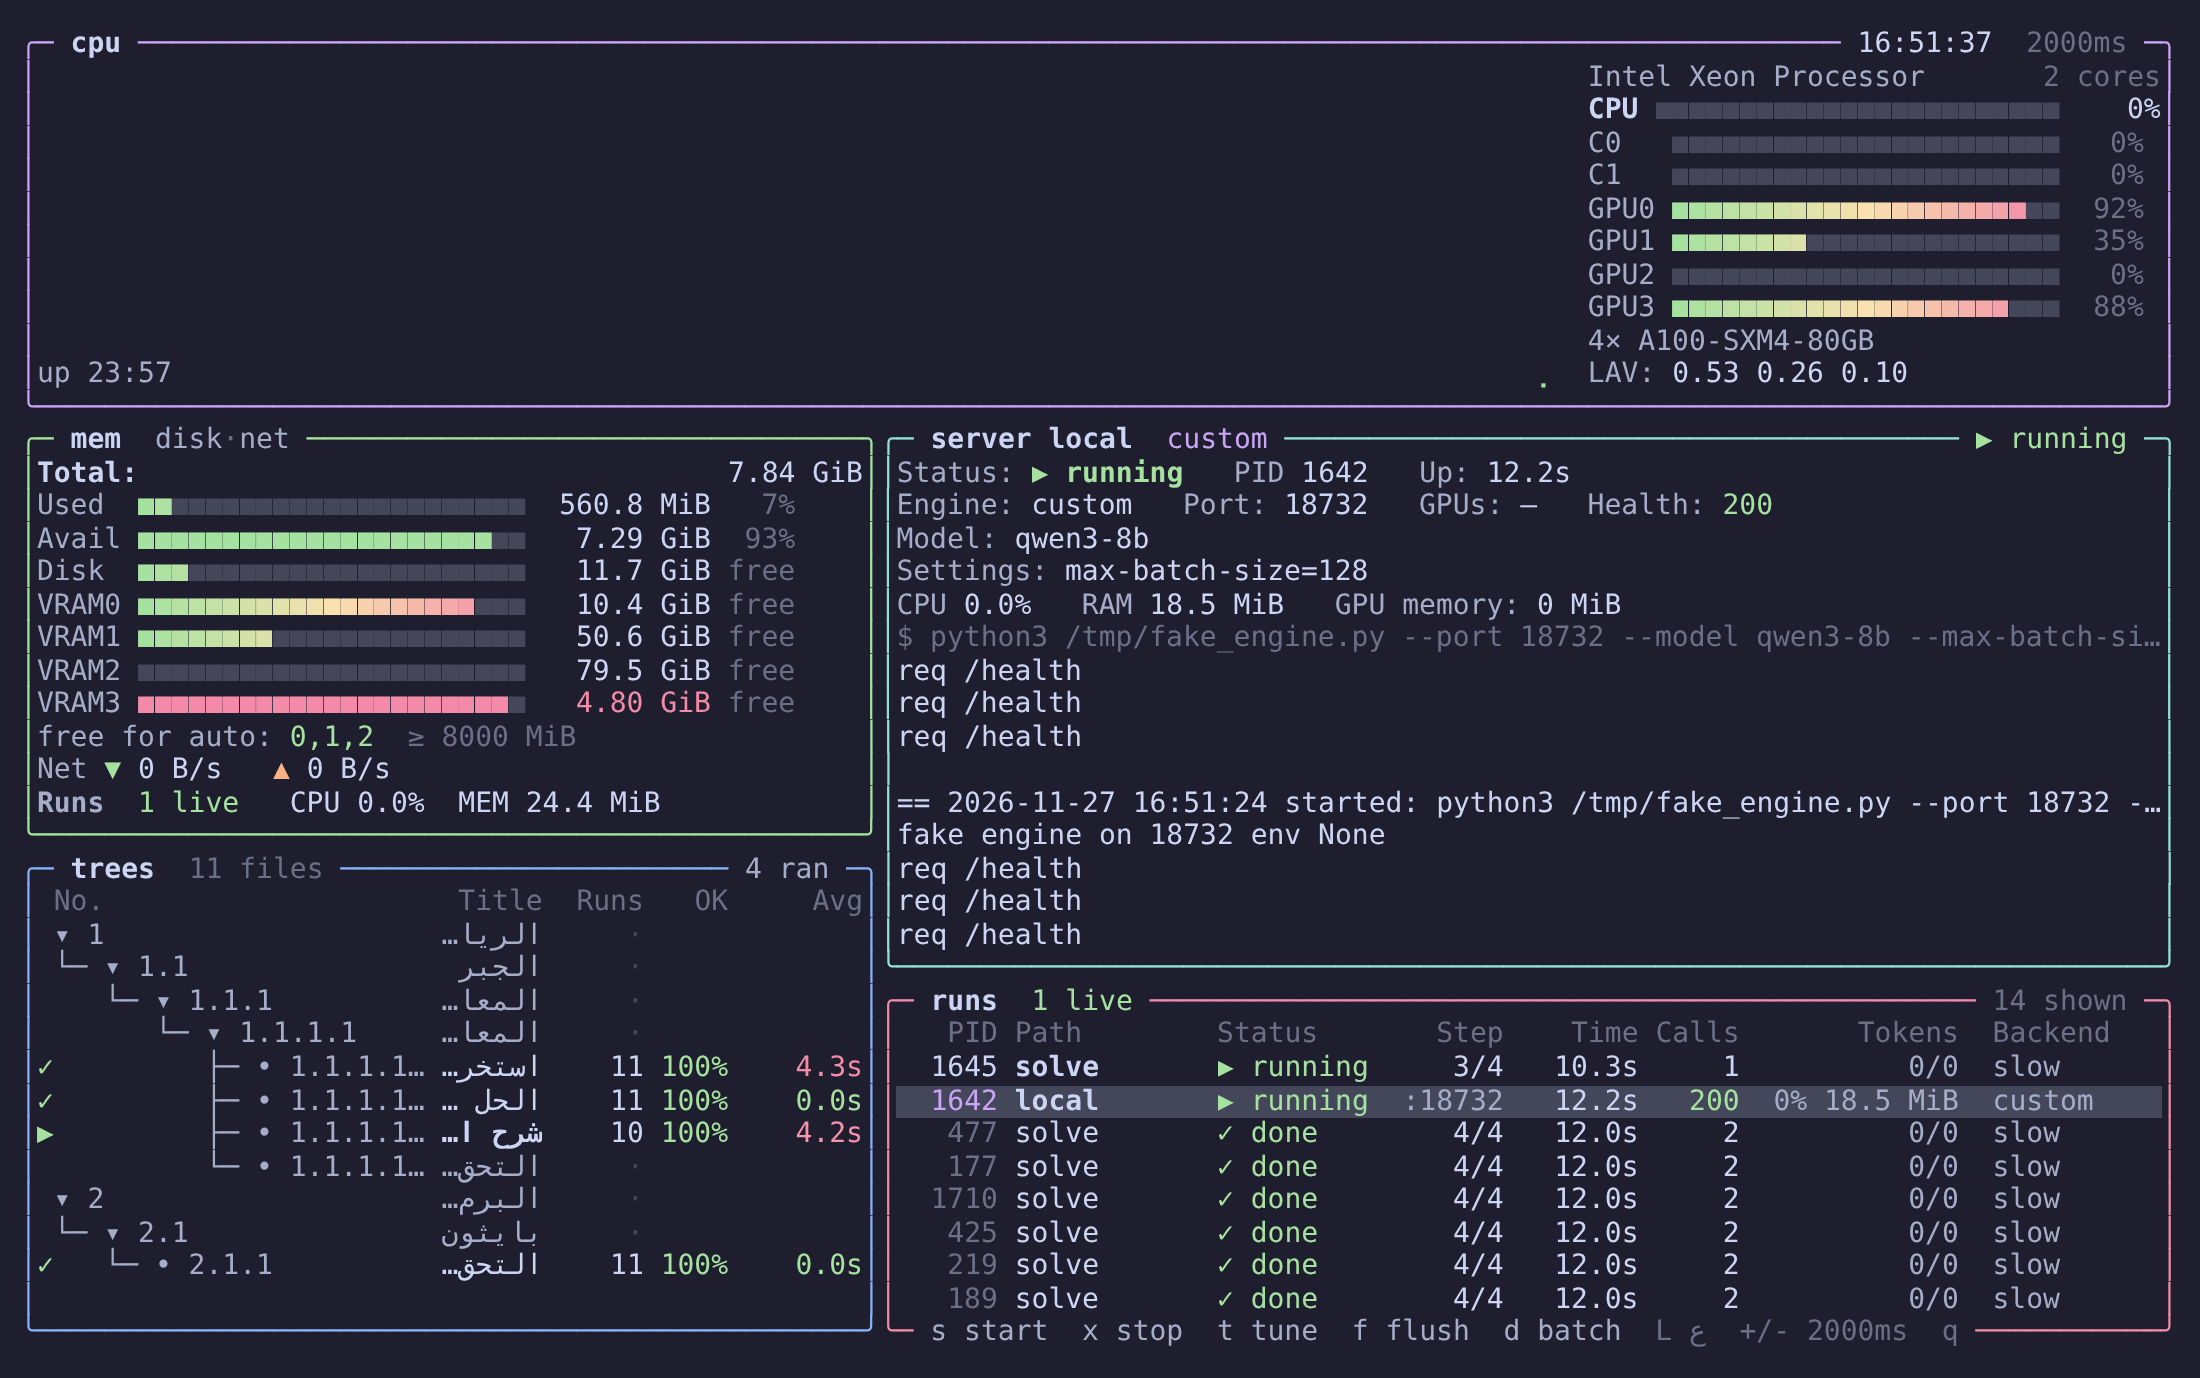 cpu 16:51:37 2000ms
Intel Xeon Processor 2 cores
CPU 0%
C0 0%
C1 0%
GPU0 92%
GPU1 35%
GPU2 0%
GPU3 88%
4× A100-SXM4-80GB
up 23:57
LAV: 0.53 0.26 0.10
mem disk·net
Total: 7.84 GiB
Used 560.8 MiB 7%
Avail 7.29 GiB 93%
Disk 11.7 GiB free
VRAM0 10.4 GiB free
VRAM1 50.6 GiB free
VRAM2 79.5 GiB free
VRAM3 4.80 GiB free
free for auto: 0,1,2 ≥ 8000 MiB
Net ▼ 0 B/s ▲ 0 B/s
Runs 1 live CPU 0.0% MEM 24.4 MiB
trees 11 files 4 ran
No. Title Runs OK Avg
▾ 1 الريا… ·
└─ ▾ 1.1 الجبر ·
└─ ▾ 1.1.1 المعا… ·
└─ ▾ 1.1.1.1 المعا… ·
✓ ├─ • 1.1.1.1… استخر… 11 100% 4.3s
✓ ├─ • 1.1.1.1… الحل … 11 100% 0.0s
▶ ├─ • 1.1.1.1… شرح ا… 10 100% 4.2s
└─ • 1.1.1.1… التحق… ·
▾ 2 البرم… ·
└─ ▾ 2.1 بايثون ·
✓ └─ • 2.1.1 التحق… 11 100% 0.0s
server local custom ▶ running
Status: ▶ running PID 1642 Up: 12.2s
Engine: custom Port: 18732 GPUs: — Health: 200
Model: qwen3-8b
Settings: max-batch-size=128
CPU 0.0% RAM 18.5 MiB GPU memory: 0 MiB
$ python3 /tmp/fake_engine.py --port 18732 --model qwen3-8b --max-batch-si…
req /health
req /health
req /health
== 2026-11-27 16:51:24 started: python3 /tmp/fake_engine.py --port 18732 -…
fake engine on 18732 env None
req /health
req /health
req /health
runs 1 live 14 shown
PID Path Status Step Time Calls Tokens Backend
1645 solve ▶ running 3/4 10.3s 1 0/0 slow
1642 local ▶ running :18732 12.2s 200 0% 18.5 MiB custom
477 solve ✓ done 4/4 12.0s 2 0/0 slow
177 solve ✓ done 4/4 12.0s 2 0/0 slow
1710 solve ✓ done 4/4 12.0s 2 0/0 slow
425 solve ✓ done 4/4 12.0s 2 0/0 slow
219 solve ✓ done 4/4 12.0s 2 0/0 slow
189 solve ✓ done 4/4 12.0s 2 0/0 slow
s start x stop t tune f flush d batch L ع +/- 2000ms q